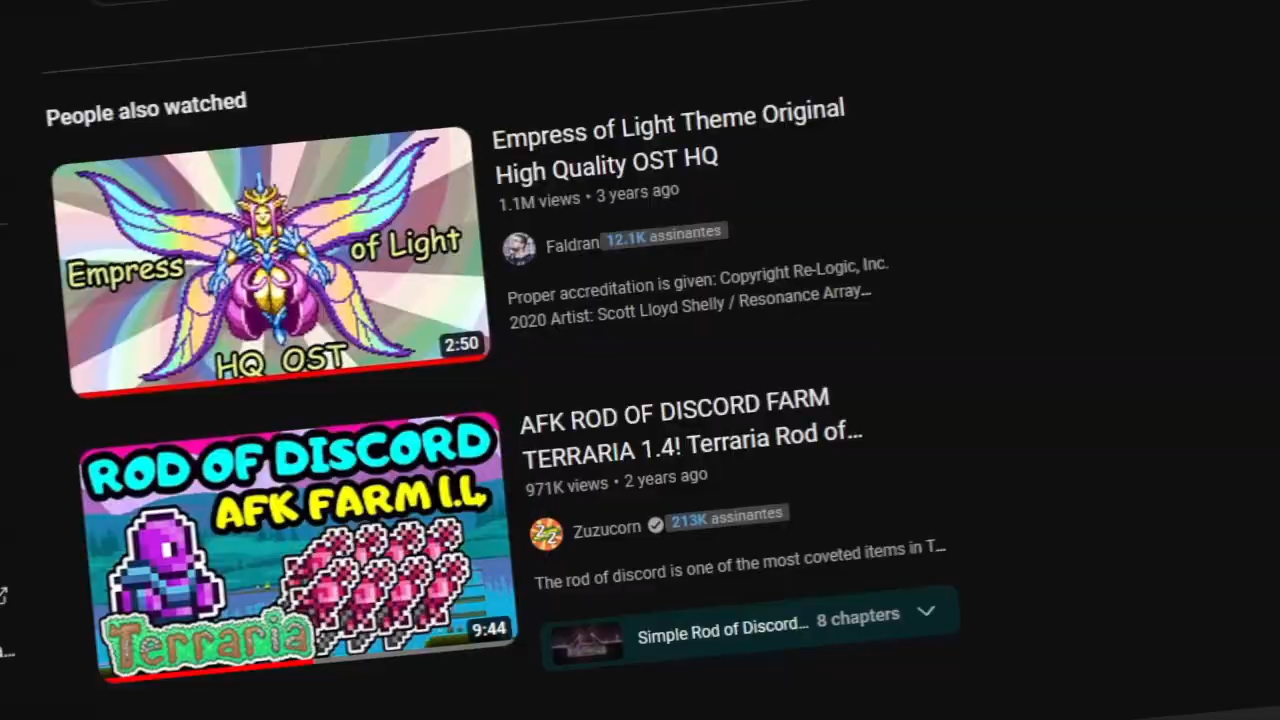 People also watched
Empress
of Light
HQ OST
2:50
Empress of Light Theme Original
High Quality OST HQ
1.1M views • 3 years ago
Faldran 12.1K assinantes
Proper accreditation is given: Copyright Re-Logic, Inc.
2020 Artist: Scott Lloyd Shelly / Resonance Array...
ROD OF DISCORD
AFK FARM 1.4
Terraria
9:44
AFK ROD OF DISCORD FARM
TERRARIA 1.4! Terraria Rod of...
971K views • 2 years ago
Zuzucorn 213K assinantes
The rod of discord is one of the most coveted items in T...
Simple Rod of Discord... 8 chapters